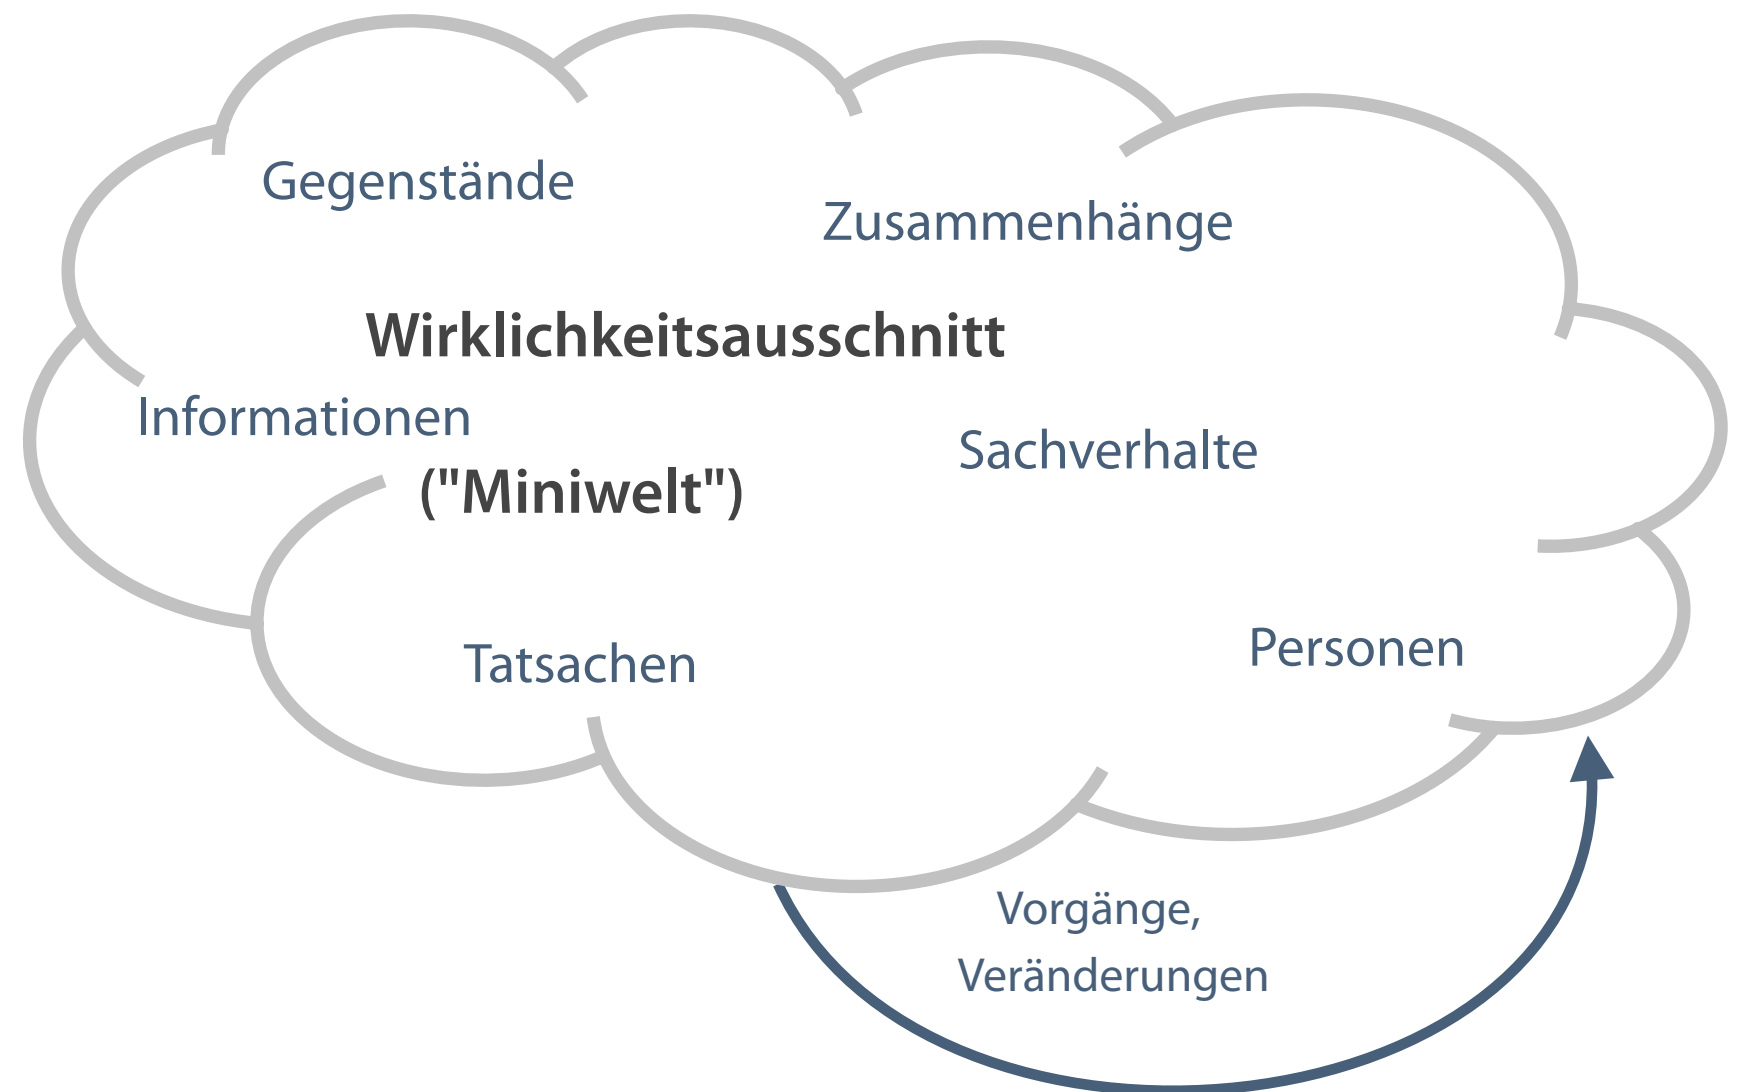 Gegenstände
Zusammenhänge
Wirklichkeitsausschnitt
Informationen
Sachverhalte
("Miniwelt")
Tatsachen
Personen
Vorgänge,
Veränderungen